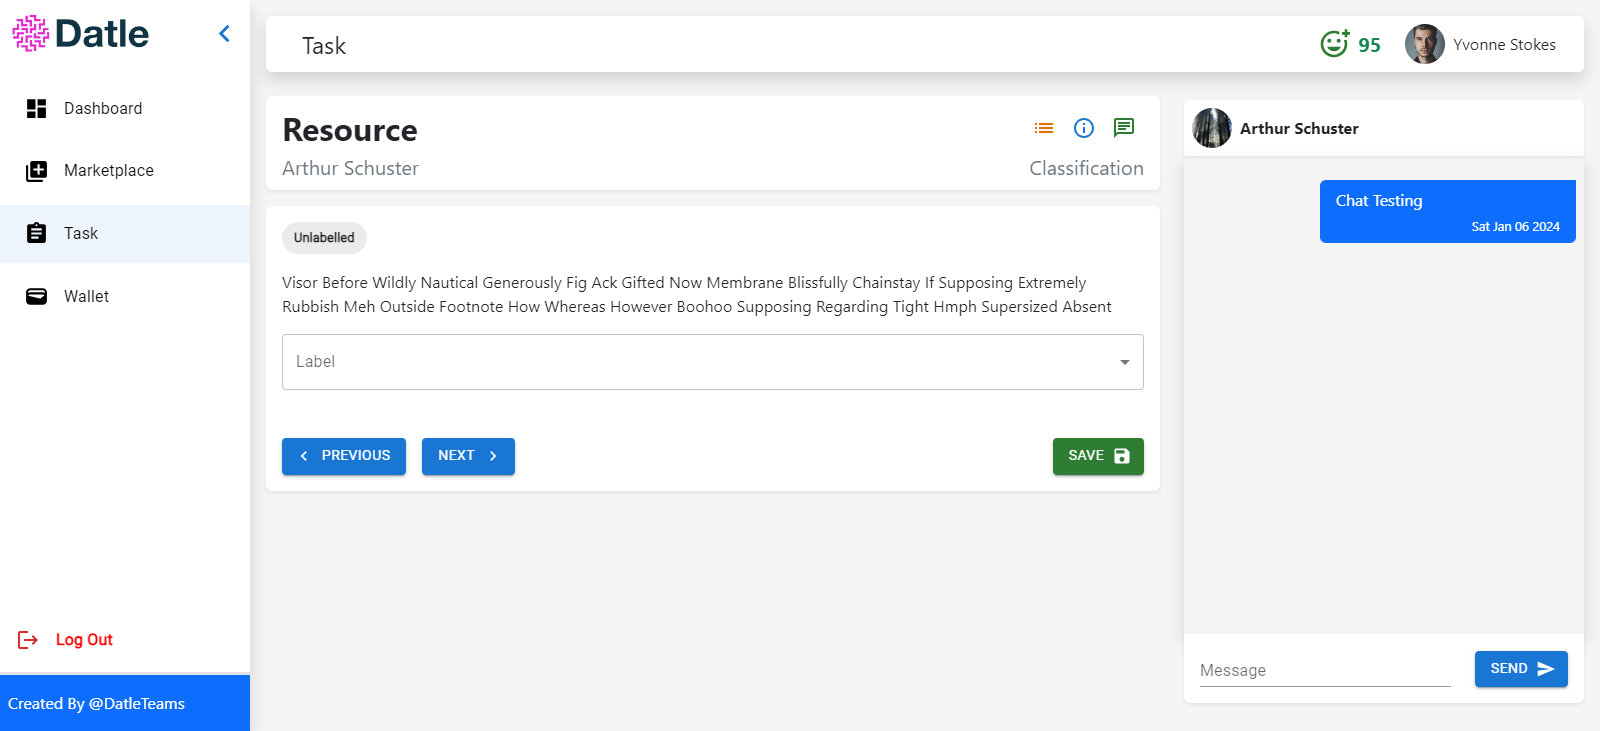 Datle
Dashboard
Marketplace
Task
Wallet
Log Out
Created By @DatleTeams
Task
95
Yvonne Stokes
Resource
Arthur Schuster
Classification
Unlabelled
Visor Before Wildly Nautical Generously Fig Ack Gifted Now Membrane Blissfully Chainstay If Supposing Extremely
Rubbish Meh Outside Footnote How Whereas However Boohoo Supposing Regarding Tight Hmph Supersized Absent
Label
PREVIOUS
NEXT
SAVE
Arthur Schuster
Chat Testing
Sat Jan 06 2024
Message
SEND